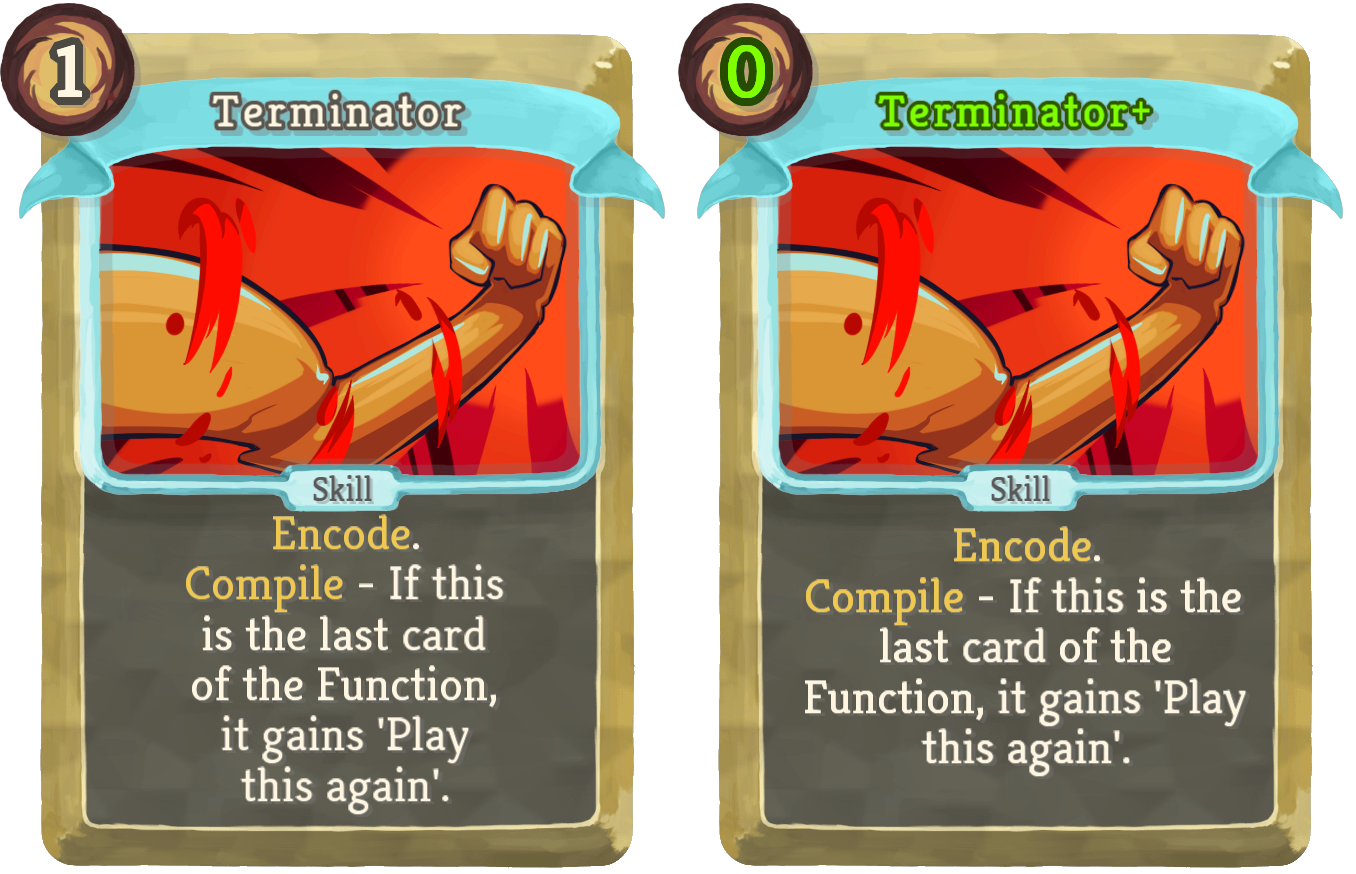 1
Terminator
Skill
Encode.
Compile - If this
is the last card
of the Function,
it gains 'Play
this again'.
0
Terminator+
Skill
Encode.
Compile - If this is the
last card of the
Function, it gains 'Play
this again'.